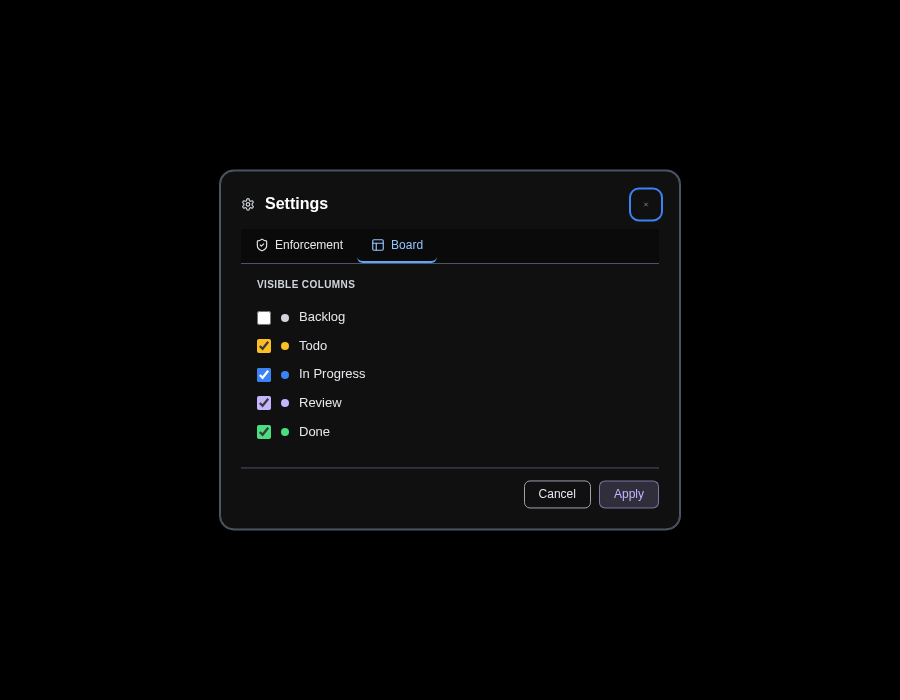 Settings
×
Enforcement Board
VISIBLE COLUMNS
Backlog
Todo
In Progress
Review
Done
Cancel Apply